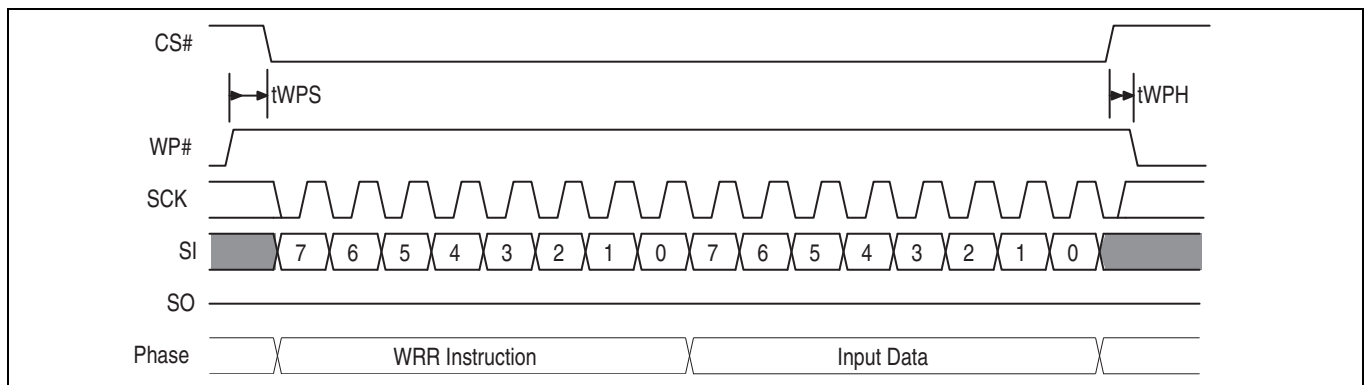 CS#
tWPS
tWPH
WP#
SCK
SI 7 6 5 4 3 2 1 0 7 6 5 4 3 2 1 0
SO
Phase WRR Instruction Input Data